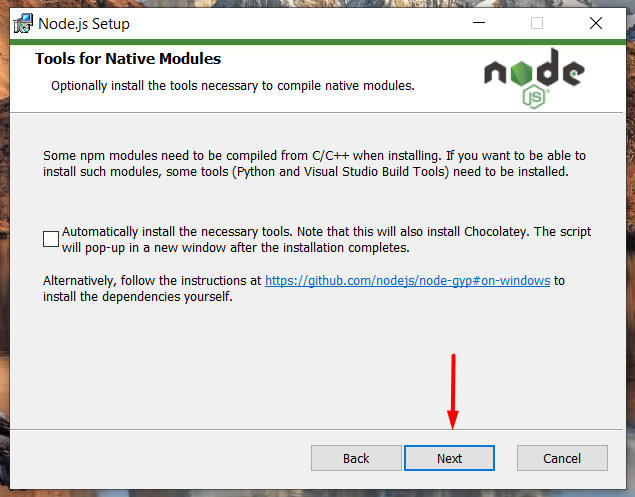 Node.js Setup
Tools for Native Modules
Optionally install the tools necessary to compile native modules.
node
JS
Some npm modules need to be compiled from C/C++ when installing. If you want to be able to
install such modules, some tools (Python and Visual Studio Build Tools) need to be installed.
Automatically install the necessary tools. Note that this will also install Chocolatey. The script
will pop-up in a new window after the installation completes.
Alternatively, follow the instructions at https://github.com/nodejs/node-gyp#on-windows to
install the dependencies yourself.
Back
Next
Cancel